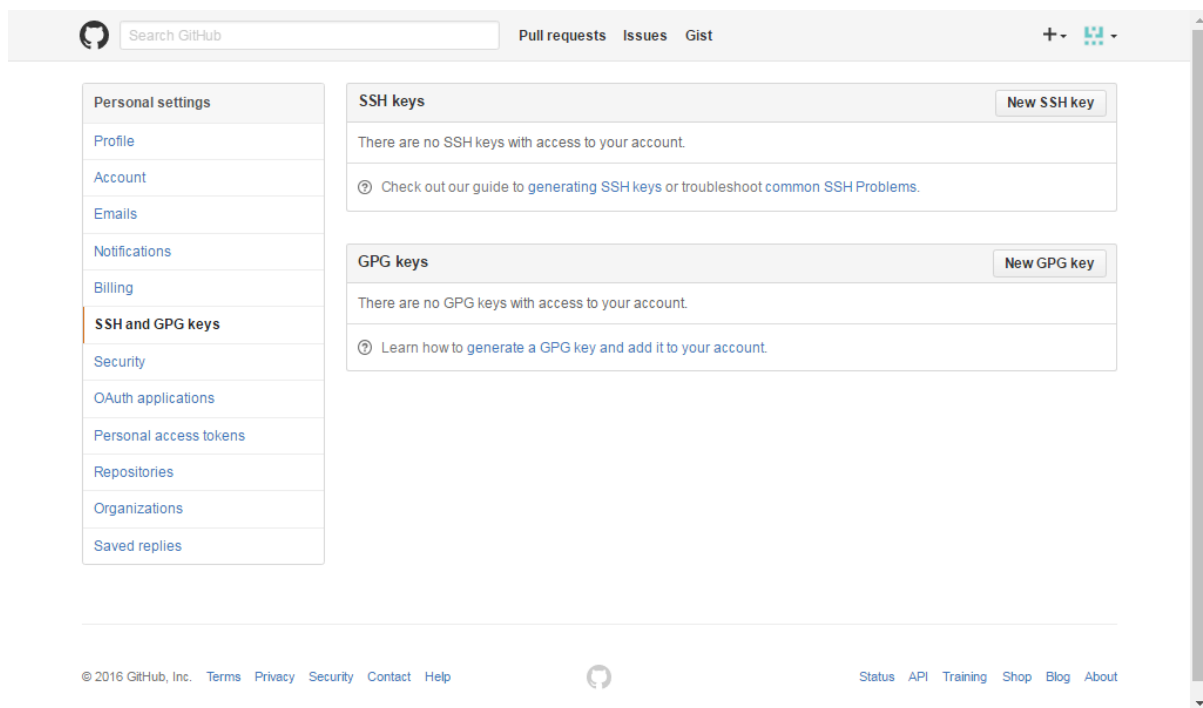 Search GitHub Pull requests Issues Gist
Personal settings
Profile
Account
Emails
Notifications
Billing
SSH and GPG keys
Security
OAuth applications
Personal access tokens
Repositories
Organizations
Saved replies
SSH keys New SSH key
There are no SSH keys with access to your account.
Check out our guide to generating SSH keys or troubleshoot common SSH Problems.
GPG keys New GPG key
There are no GPG keys with access to your account.
Learn how to generate a GPG key and add it to your account.
© 2016 GitHub, Inc. Terms Privacy Security Contact Help Status API Training Shop Blog About